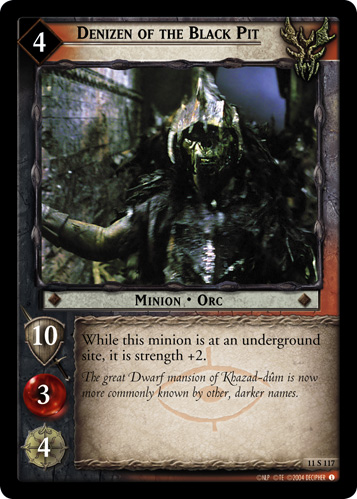 4 Denizen of the Black Pit
Minion • Orc
10
While this minion is at an underground
site, it is strength +2.
3
The great Dwarf mansion of Khazad-dûm is now
more commonly known by other, darker names.
4
11 S 117
©NLP ©TE ©2004 DECIPHER